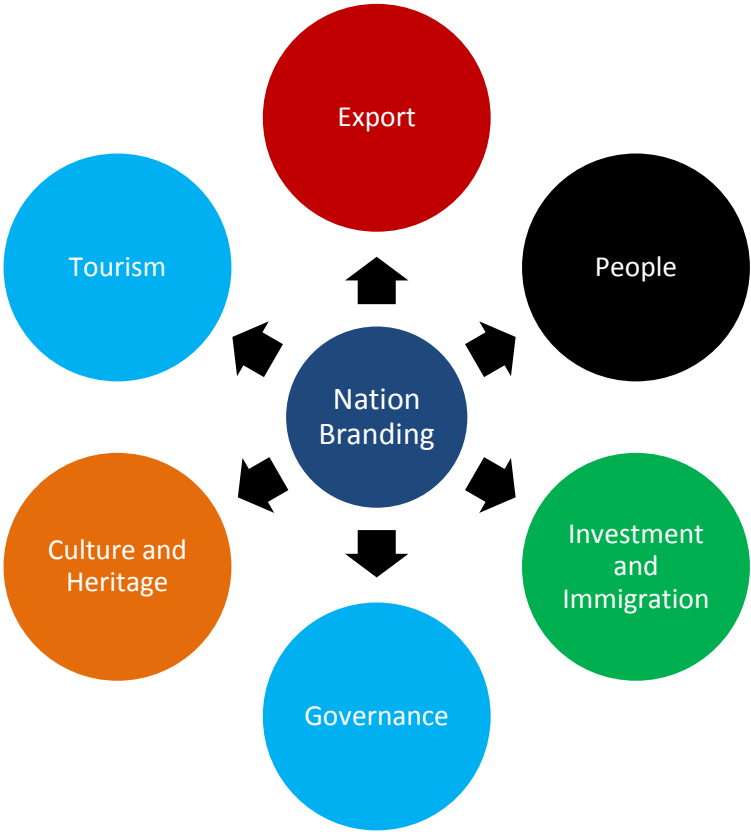 Export
Tourism
People
Nation
Branding
Culture and
Heritage
Investment
and
Immigration
Governance